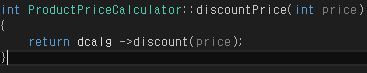 int ProductPriceCalculator::discountPrice(int price)
{
    return dcalg ->discount(price);
}